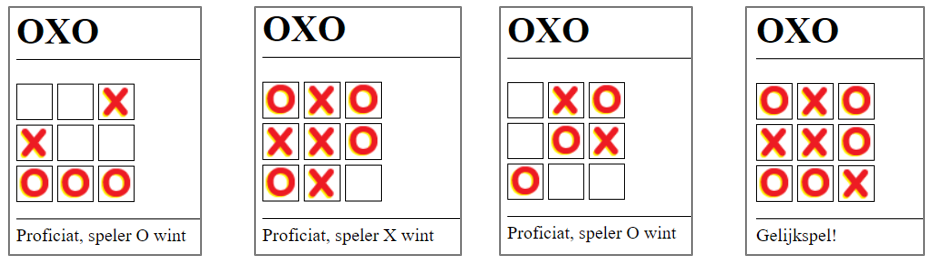 OXO
X
X
O O O
Proficiat, speler O wint
OXO
O X O
X X O
O X
Proficiat, speler X wint
OXO
X O
O X
O
Proficiat, speler O wint
OXO
O X O
X X O
O O X
Gelijkspel!